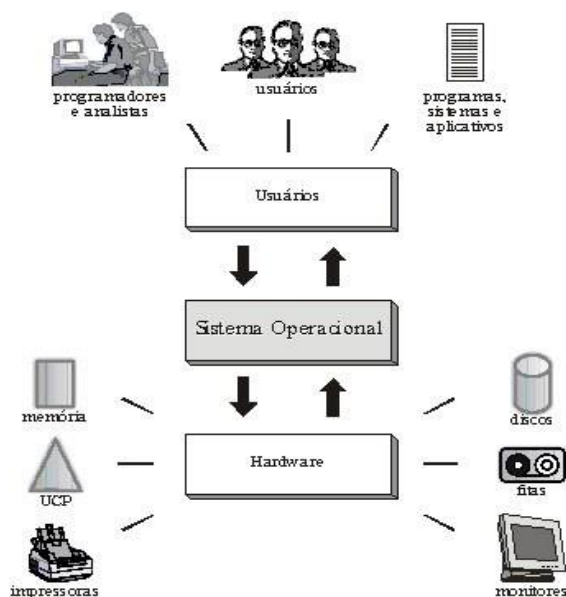 programadores
e analistas
usuários
programas,
sistemas e
aplicativos
Usuários
Sistema Operacional
memória
discos
Hardware
UCP
fitas
impressoras
monitores